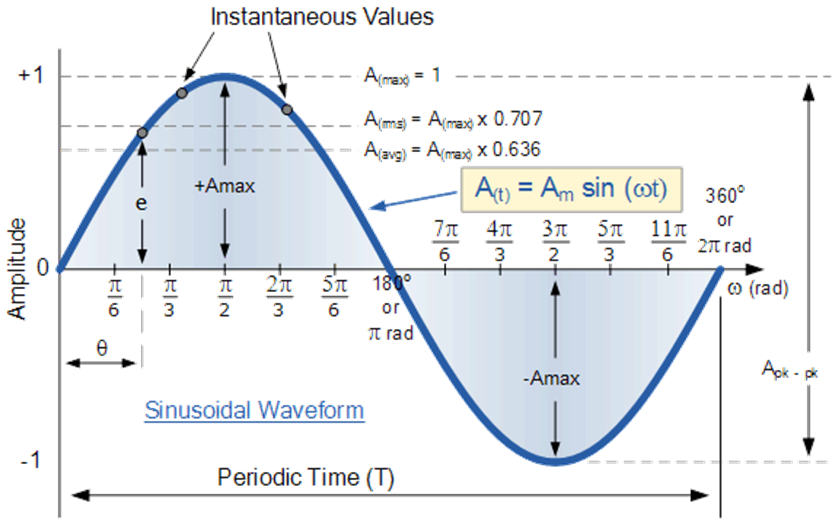 Instantaneous Values
+1
A(max) = 1
A(rms) = A(max) x 0.707
A(avg) = A(max) x 0.636
+Amax
e
A(t) = Am sin (ωt)
360°
or
2π rad
7π/6
4π/3
3π/2
5π/3
11π/6
Amplitude
0
π/6
π/3
π/2
2π/3
5π/6
180°
or
π rad
ω (rad)
θ
-Amax
Apk - pk
Sinusoidal Waveform
-1
Periodic Time (T)